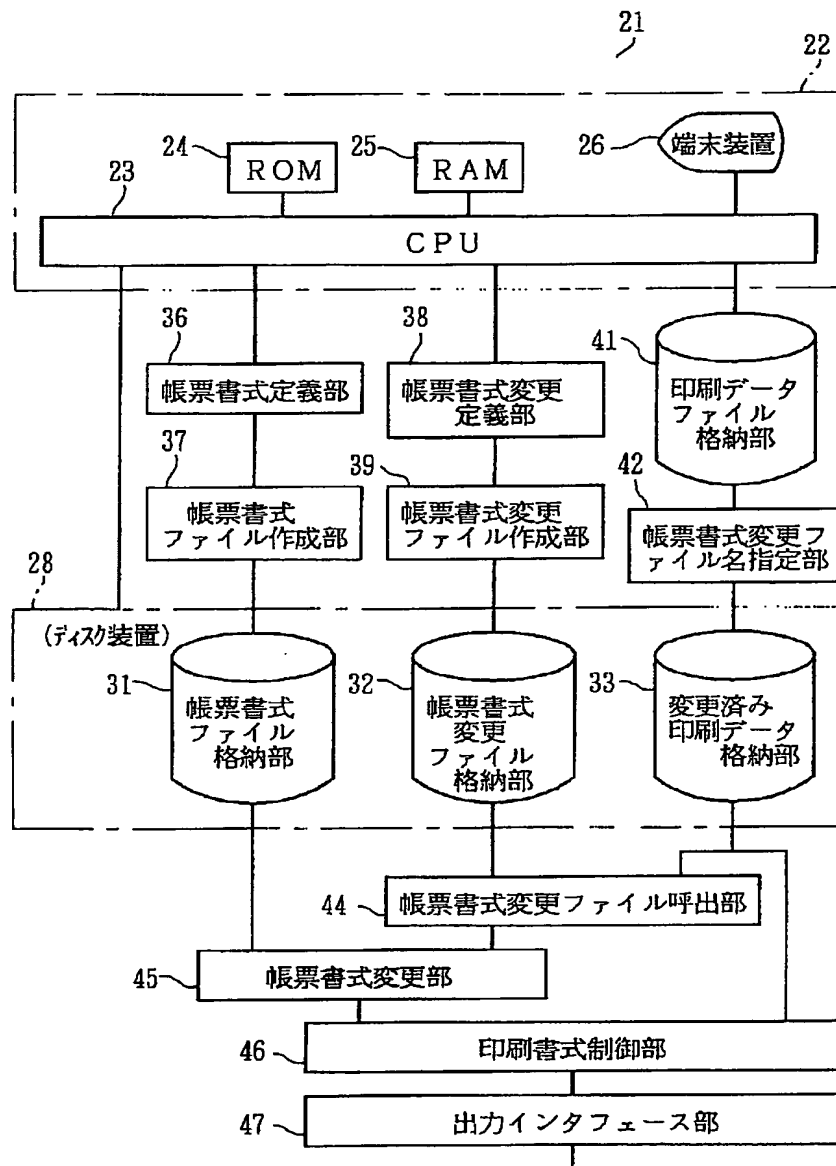 21
22
24
ROM
25
RAM
26
端末装置
23
CPU
36
帳票書式定義部
38
帳票書式変更
定義部
41
印刷データ
ファイル
格納部
37
帳票書式
ファイル作成部
39
帳票書式変更
ファイル作成部
42
帳票書式変更フ
ァイル名指定部
28
(ディスク装置)
31
帳票書式
ファイル
格納部
32
帳票書式
変更
ファイル
格納部
33
変更済み
印刷データ
格納部
44
帳票書式変更ファイル呼出部
45
帳票書式変更部
46
印刷書式制御部
47
出力インタフェース部